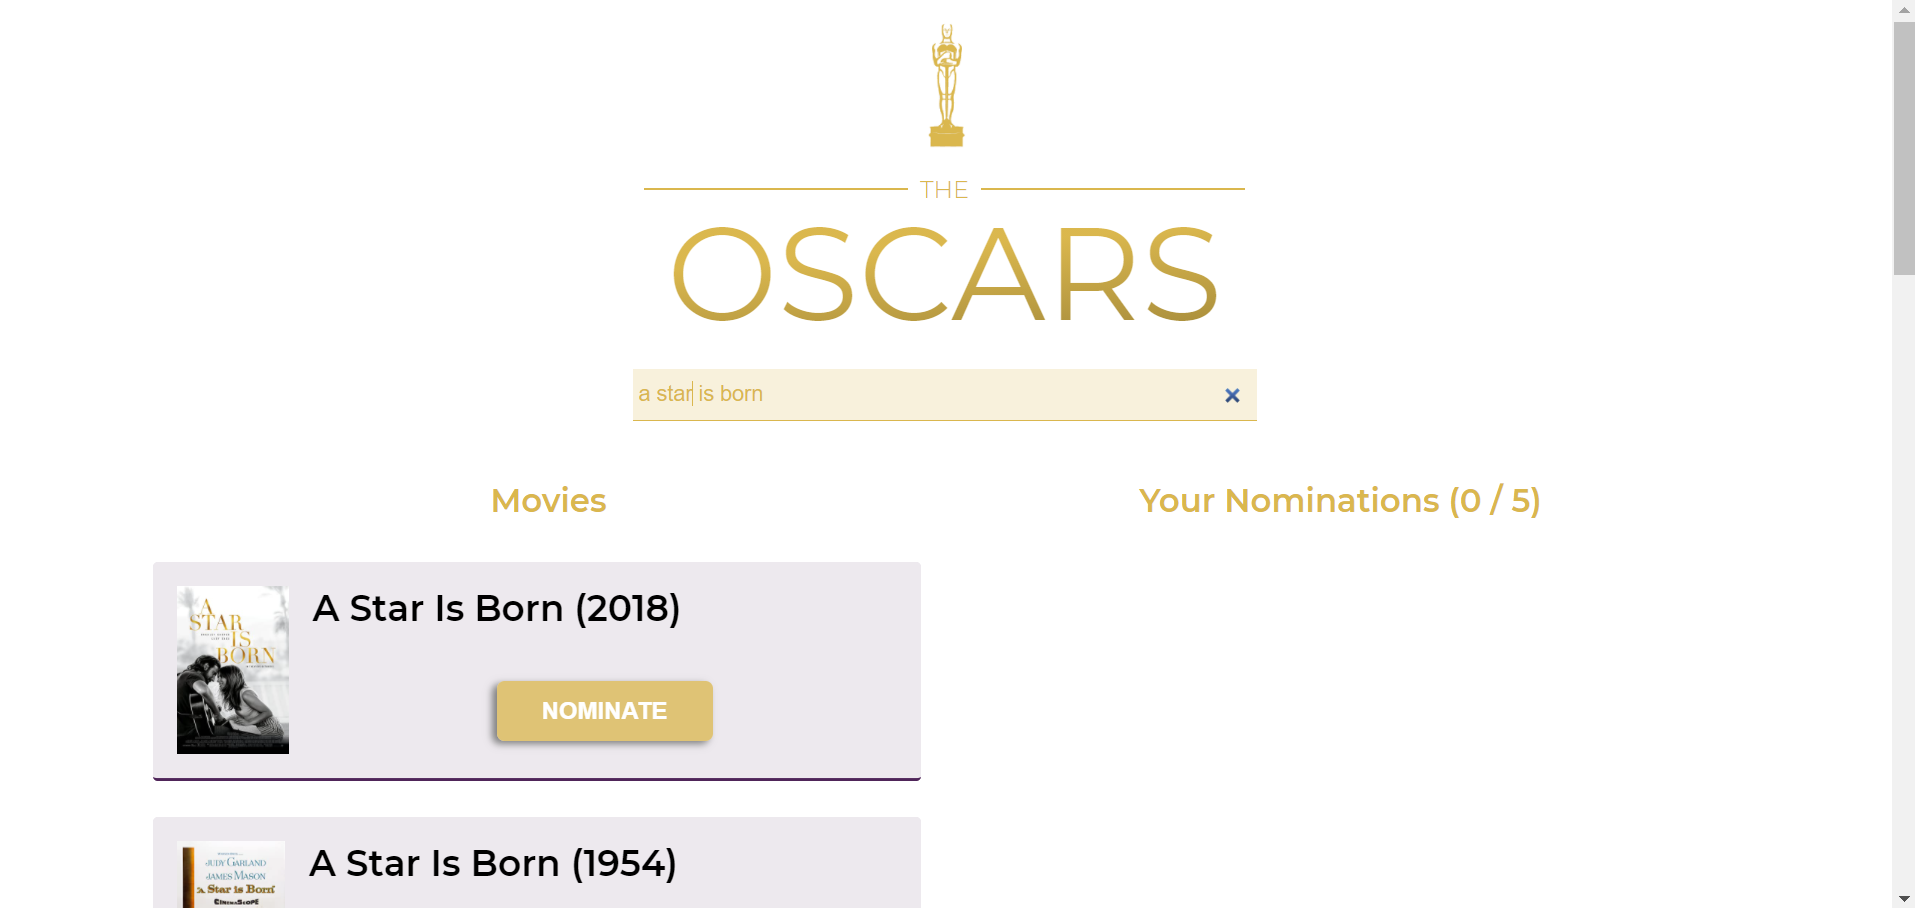 THE
OSCARS
a star is born
Movies
Your Nominations (0 / 5)
A Star Is Born (2018)
A
STAR
IS
BORN
NOMINATE
A Star Is Born (1954)
JUDY GARLAND
JAMES MASON
A Star is Born
CINEMASCOPE